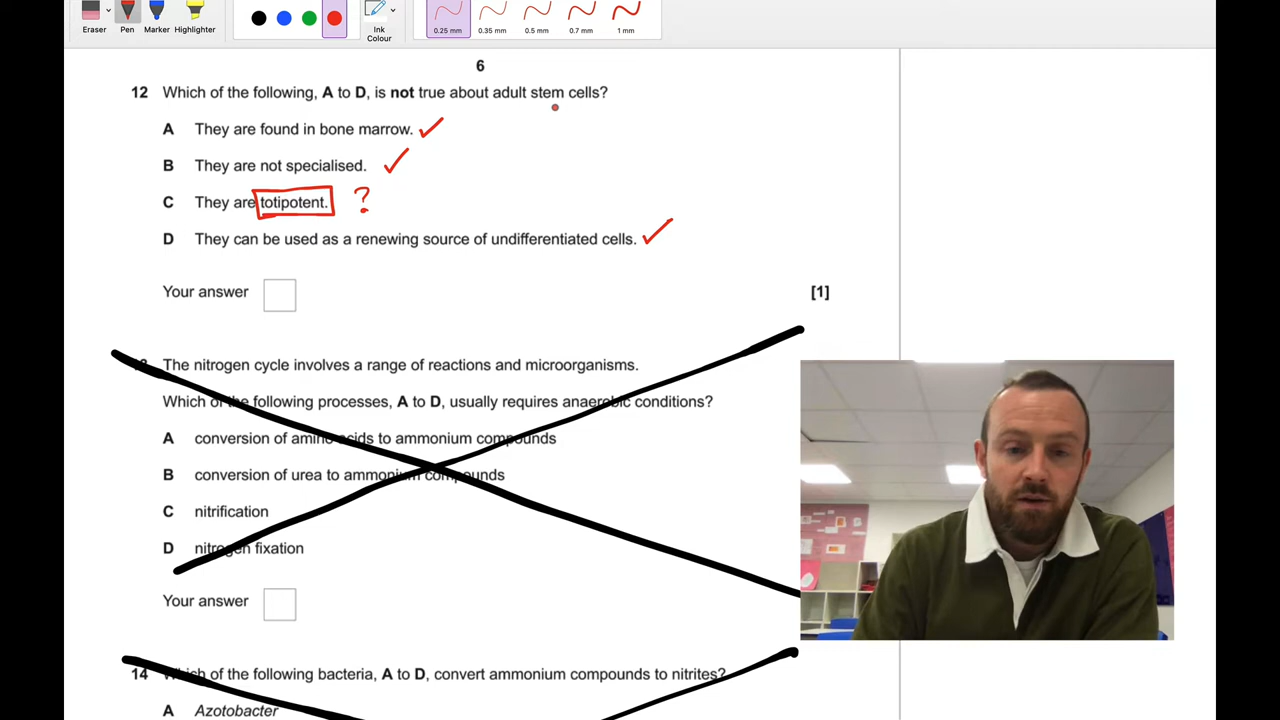 Eraser
Pen
Marker
Highlighter
Ink
Colour
0.25 mm
0.35 mm
0.5 mm
0.7 mm
1 mm
6
12 Which of the following, A to D, is not true about adult stem cells?
A They are found in bone marrow.
B They are not specialised.
C They are totipotent. ?
D They can be used as a renewing source of undifferentiated cells.
Your answer
[1]
The nitrogen cycle involves a range of reactions and microorganisms.
Which of the following processes, A to D, usually requires anaerobic conditions?
A conversion of amino acids to ammonium compounds
B conversion of urea to ammonium compounds
C nitrification
D nitrogen fixation
Your answer
14 Which of the following bacteria, A to D, convert ammonium compounds to nitrites?
A Azotobacter